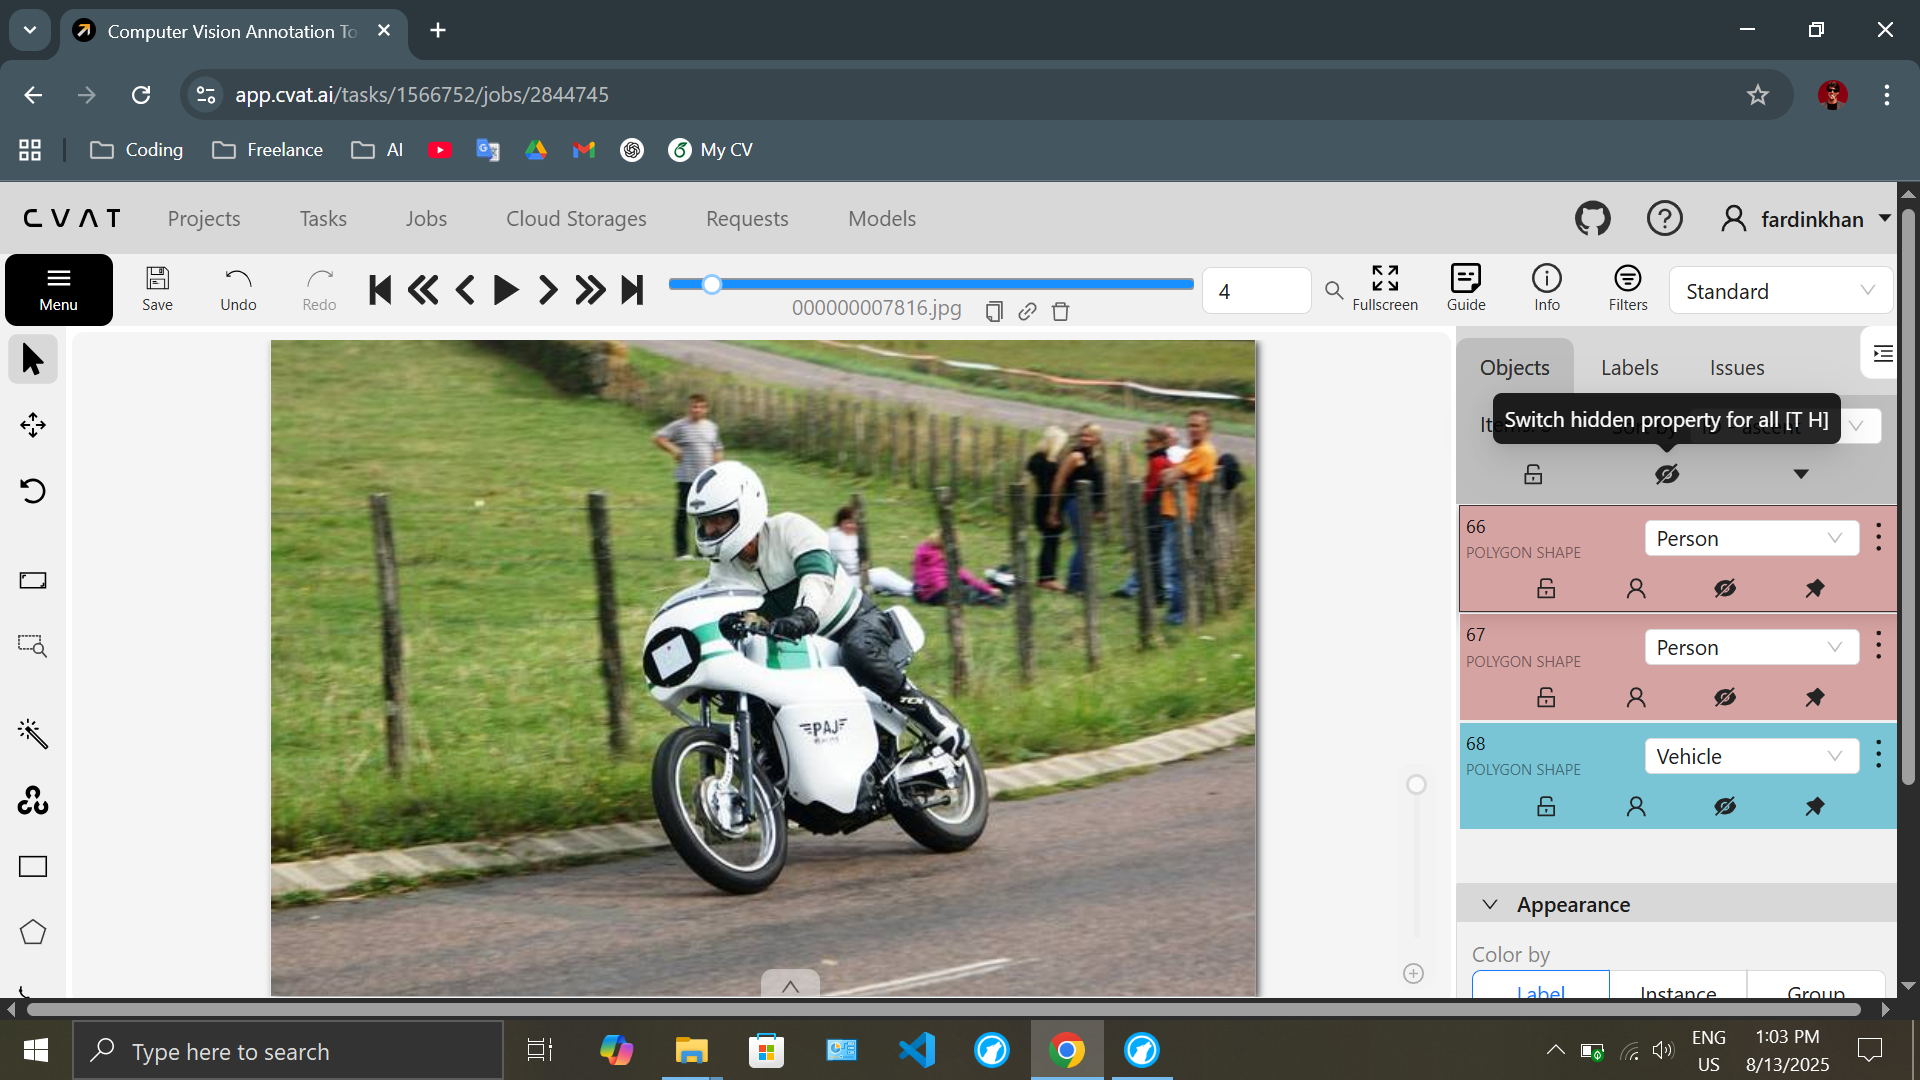 Computer Vision Annotation To
app.cvat.ai/tasks/1566752/jobs/2844745
Coding
Freelance
AI
My CV
CVAT
Projects
Tasks
Jobs
Cloud Storages
Requests
Models
fardinkhan
Menu
Save
Undo
Redo
000000007816.jpg
4
Fullscreen
Guide
Info
Filters
Standard
Objects
Labels
Issues
Switch hidden property for all [T H]
66
POLYGON SHAPE
Person
67
POLYGON SHAPE
Person
68
POLYGON SHAPE
Vehicle
PAJ
TCX
Appearance
Color by
Label
Instance
Group
Type here to search
ENG
US
1:03 PM
8/13/2025